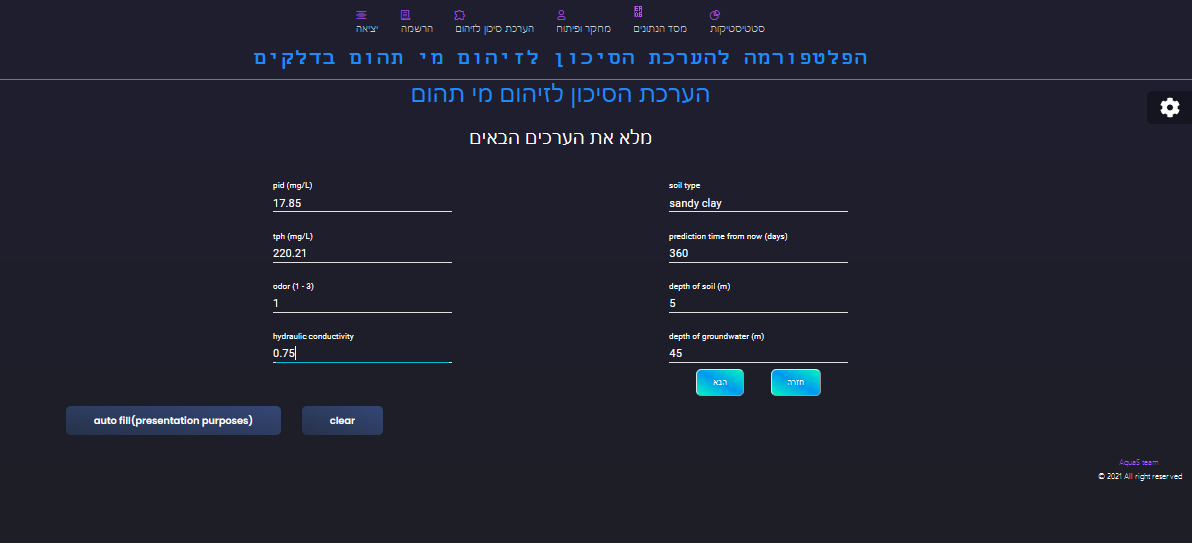 סטטיסטיקות מסד הנתונים מחקר ופיתוח הערכת סיכון לזיהום הרשמה יציאה
הפלטפורמה להערכת הסיכון לזיהום מי תהום בדלקים
הערכת הסיכון לזיהום מי תהום
מלא את הערכים הבאים
pid (mg/L)
17.85
tph (mg/L)
220.21
odor (1 - 3)
1
hydraulic conductivity
0.75
soil type
sandy clay
prediction time from now (days)
360
depth of soil (m)
5
depth of groundwater (m)
45
חזרה הבא
auto fill(presentation purposes) clear
AquaS team
© 2021 All right reserved